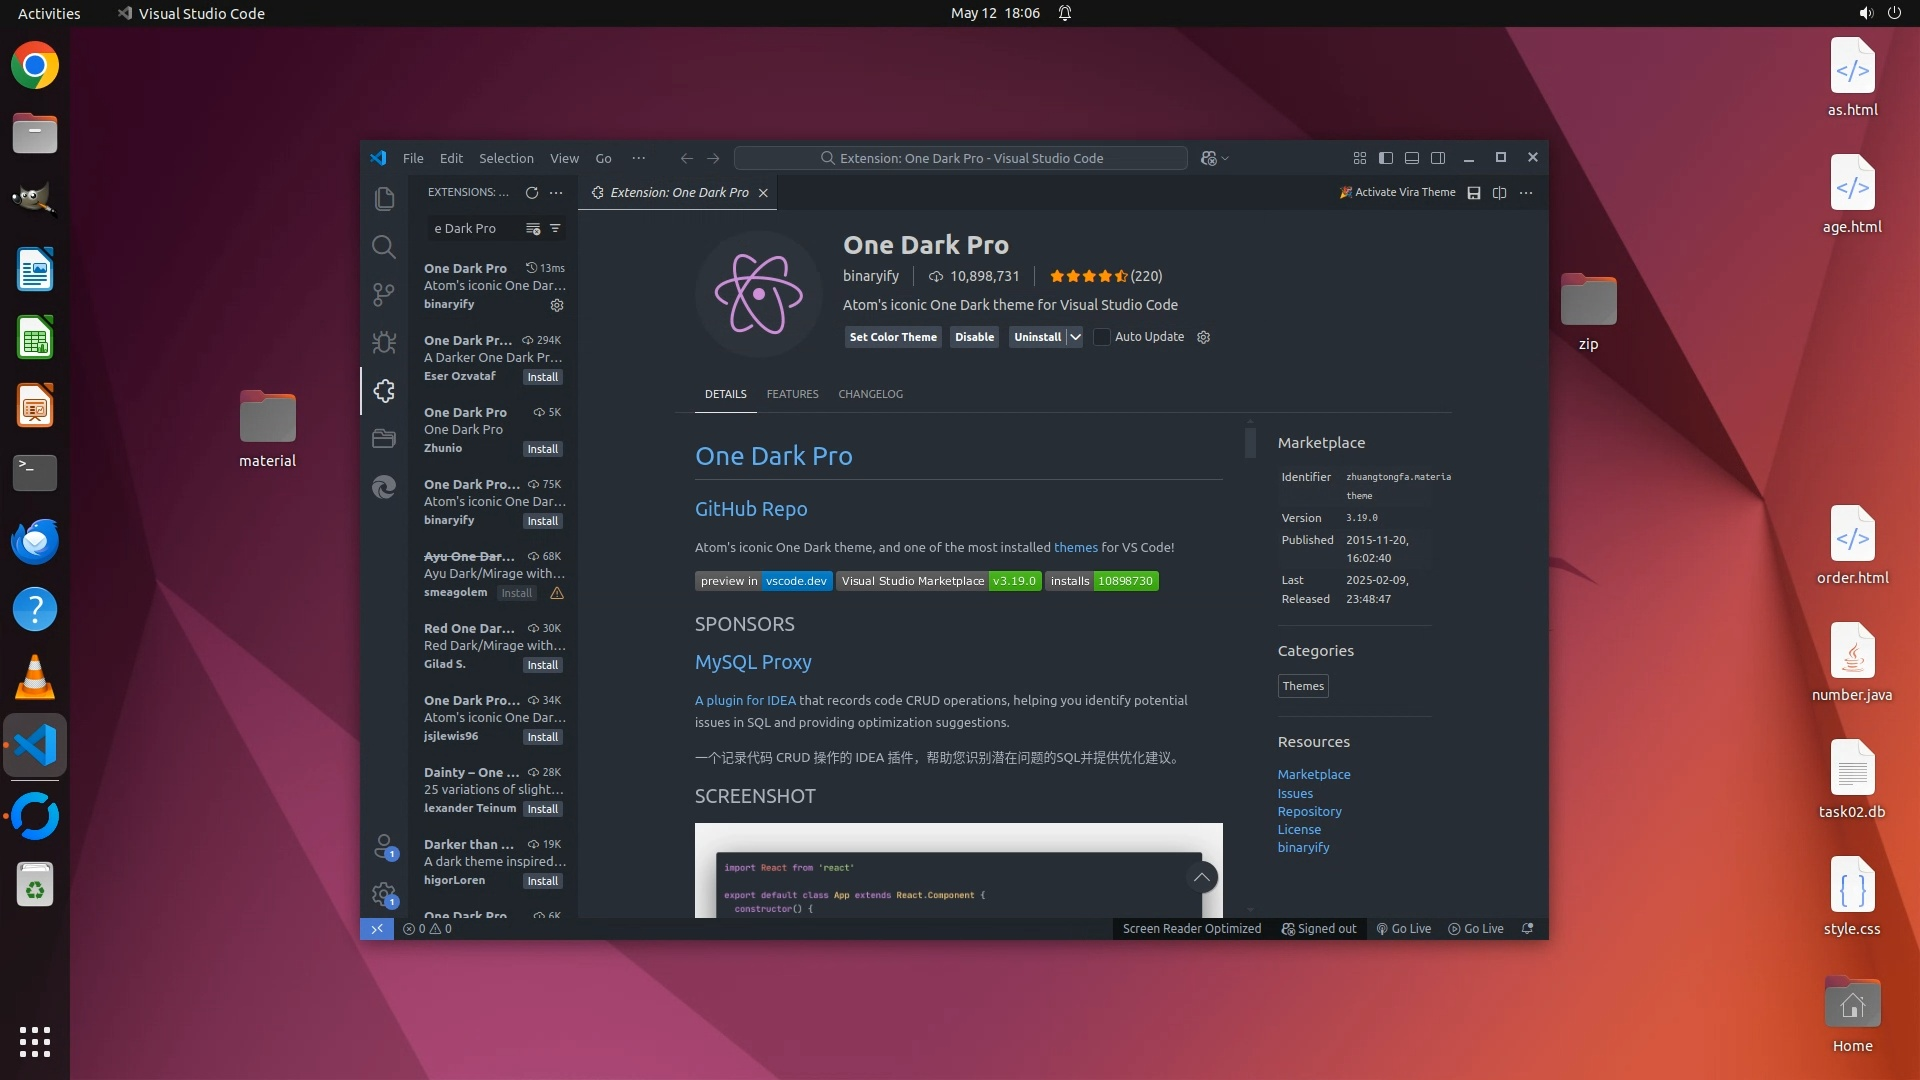 Activities
Visual Studio Code
May 12 18:06
File Edit Selection View Go
Extension: One Dark Pro - Visual Studio Code
EXTENSIONS: ...
Extension: One Dark Pro
Activate Vira Theme
e Dark Pro
One Dark Pro 13ms
Atom's iconic One Dar...
binaryify
One Dark Pr... 294K
A Darker One Dark Pr...
Eser Ozvataf Install
One Dark Pro 5K
One Dark Pro
Zhunio Install
One Dark Pro... 75K
Atom's iconic One Dar...
binaryify Install
Ayu One Dar... 68K
Ayu Dark/Mirage with...
smeagolem Install
Red One Dar... 30K
Red Dark/Mirage with...
Gilad S. Install
One Dark Pro... 34K
Atom's iconic One Dar...
jsjlewis96 Install
Dainty – One ... 28K
25 variations of slight...
lexander Teinum Install
Darker than ... 19K
A dark theme inspired...
higorLoren Install
One Dark Pro 6K
1
1
One Dark Pro
binaryify 10,898,731 (220)
Atom's iconic One Dark theme for Visual Studio Code
Set Color Theme Disable Uninstall Auto Update
DETAILS FEATURES CHANGELOG
One Dark Pro
GitHub Repo
Atom's iconic One Dark theme, and one of the most installed themes for VS Code!
preview in vscode.dev Visual Studio Marketplace v3.19.0 installs 10898730
SPONSORS
MySQL Proxy
A plugin for IDEA that records code CRUD operations, helping you identify potential
issues in SQL and providing optimization suggestions.
一个记录代码 CRUD 操作的 IDEA 插件，帮助您识别潜在问题的SQL并提供优化建议。
SCREENSHOT
import React from 'react'
export default class App extends React.Component {
constructor() {
Marketplace
Identifier zhuangtongfa.materia
theme
Version 3.19.0
Published 2015-11-20,
16:02:40
Last 2025-02-09,
Released 23:48:47
Categories
Themes
Resources
Marketplace
Issues
Repository
License
binaryify
0 0
Screen Reader Optimized Signed out Go Live Go Live
material
zip
as.html
age.html
order.html
number.java
task02.db
style.css
Home